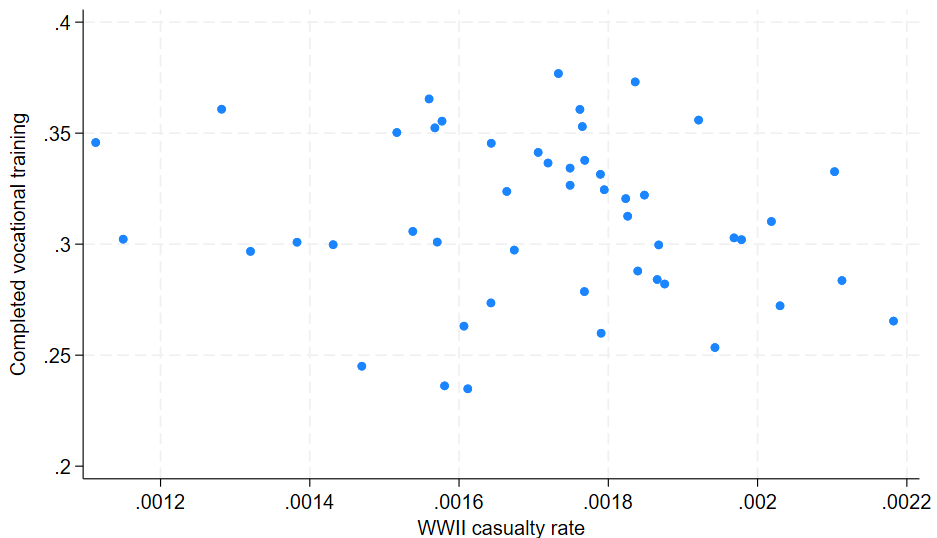 .4
.35
.3
.25
.2
Completed vocational training
.0012 .0014 .0016 .0018 .002 .0022
WWII casualty rate